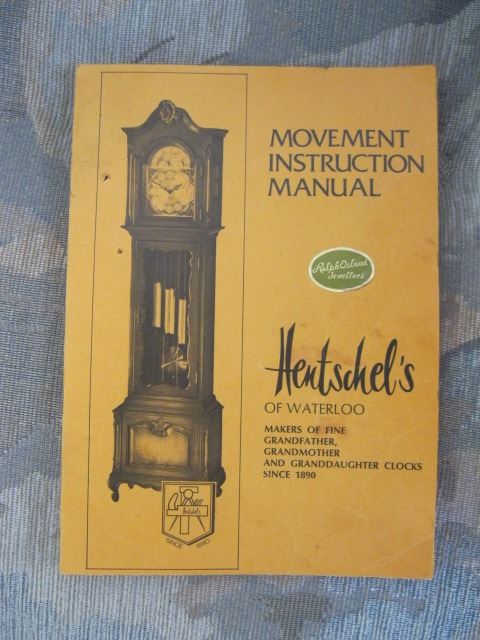 MOVEMENT
INSTRUCTION
MANUAL
Ralph Oslund
Jewellers
Hentschel's
OF WATERLOO
MAKERS OF FINE
GRANDFATHER,
GRANDMOTHER
AND GRANDDAUGHTER CLOCKS
SINCE 1890
Hentschel's
SINCE 1890